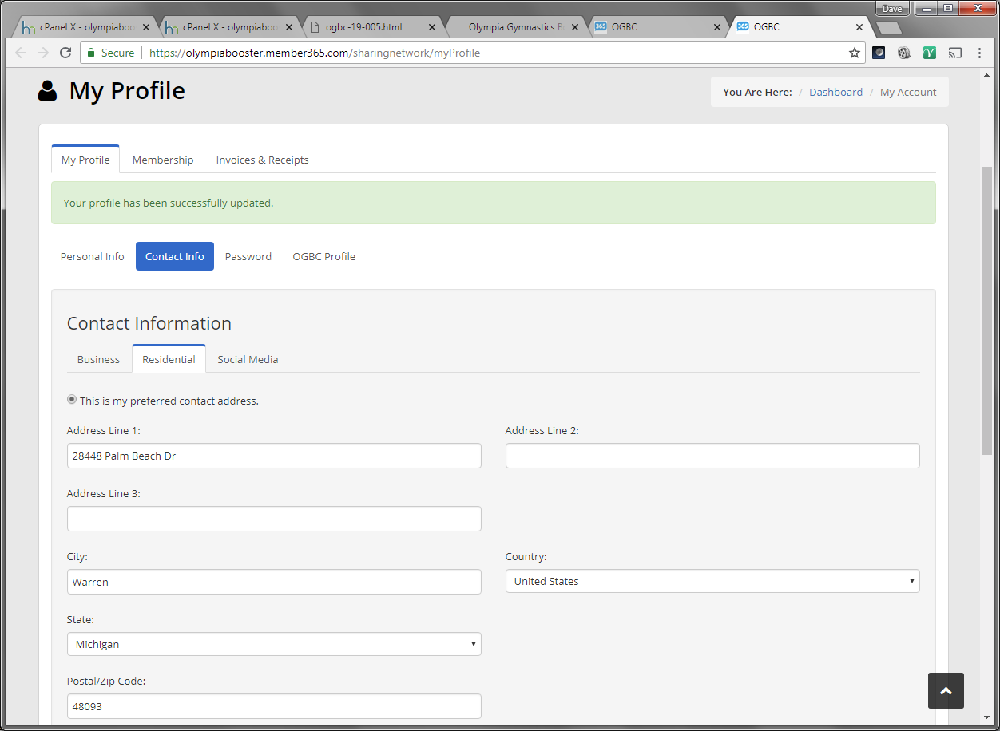 Dave
cPanel X - olympiaboo
cPanel X - olympiaboo
ogbc-19-005.html
Olympia Gymnastics B
365 OGBC
365 OGBC
Secure https://olympiabooster.member365.com/sharingnetwork/myProfile
My Profile
You Are Here: / Dashboard / My Account
My Profile Membership Invoices & Receipts
Your profile has been successfully updated.
Personal Info Contact Info Password OGBC Profile
Contact Information
Business Residential Social Media
This is my preferred contact address.
Address Line 1: Address Line 2:
28448 Palm Beach Dr
Address Line 3:
City: Country:
Warren United States
State:
Michigan
Postal/Zip Code:
48093